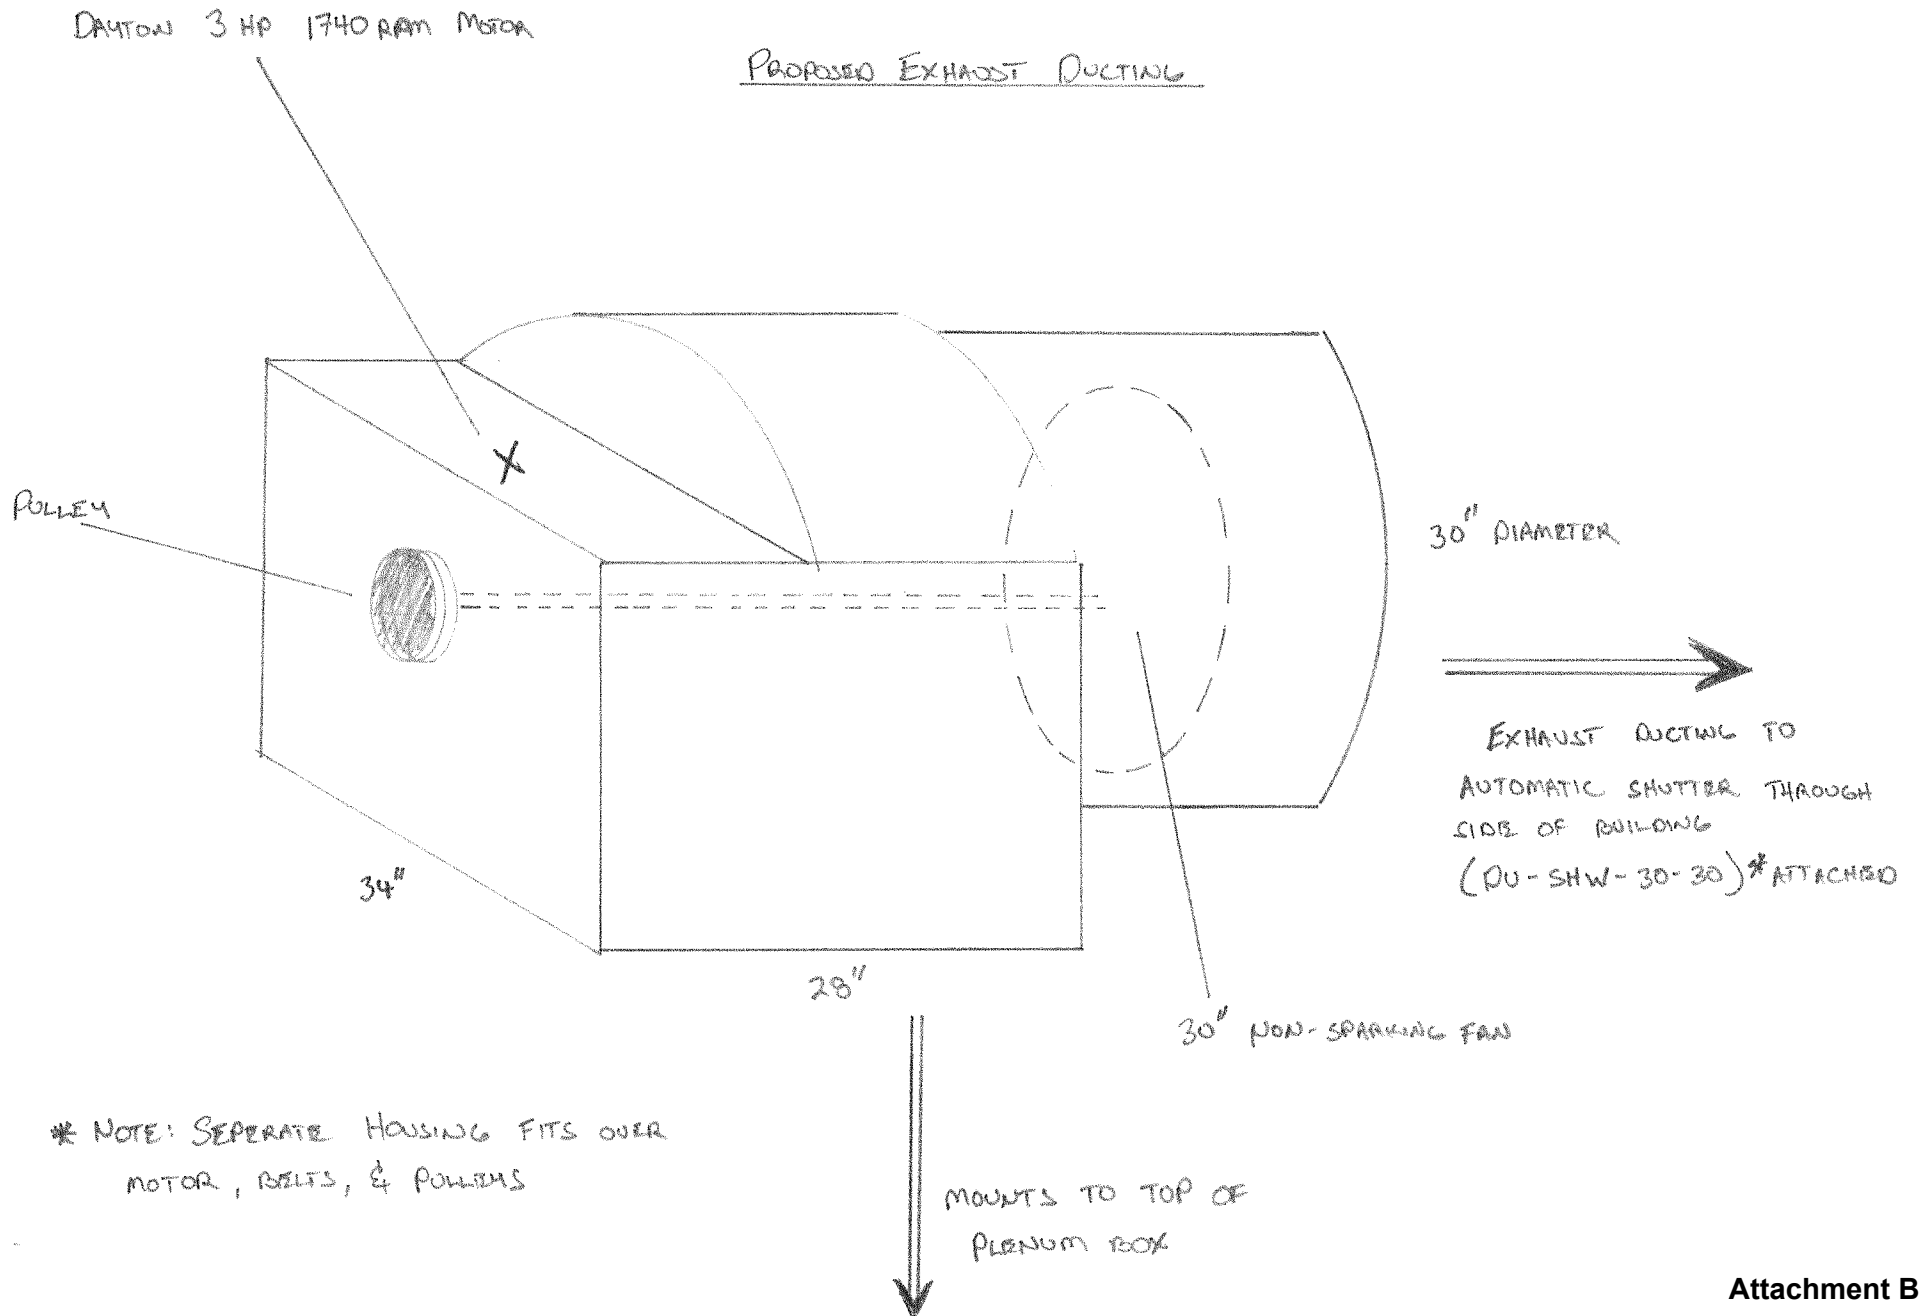 DAYTON 3 HP 1740 RPM MOTOR
PROPOSED EXHAUST DUCTING
PULLEY
30" DIAMETER
EXHAUST DUCTING TO
AUTOMATIC SHUTTER THROUGH
SIDE OF BUILDING
(DU-SHW-30-30)*ATTACHED
34"
28"
30" NON-SPARKING FAN
* NOTE: SEPERATE HOUSING FITS OVER
MOTOR, BELTS, & PULLEYS
MOUNTS TO TOP OF
PLENUM BOX
Attachment B